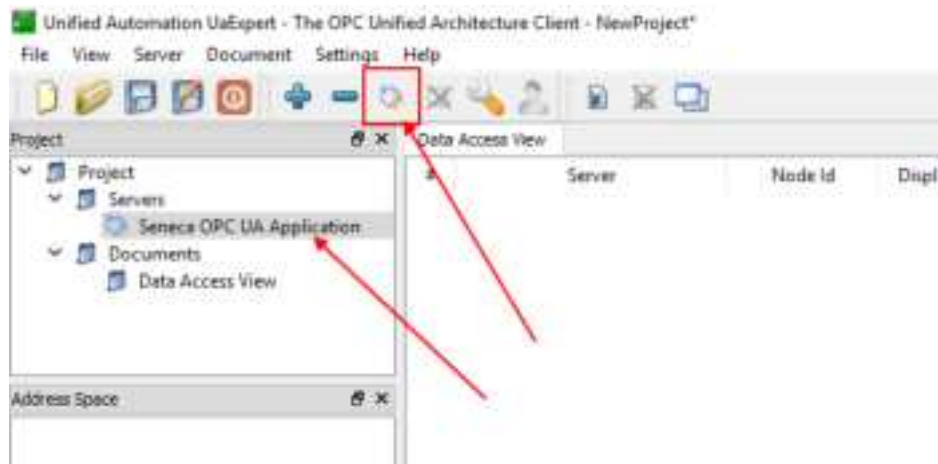 Unified Automation UaExpert - The OPC Unified Architecture Client - NewProject*
File View Server Document Settings Help
Project
Data Access View
Project
# Server Node Id Displ
Servers
Seneca OPC UA Application
Documents
Data Access View
Address Space